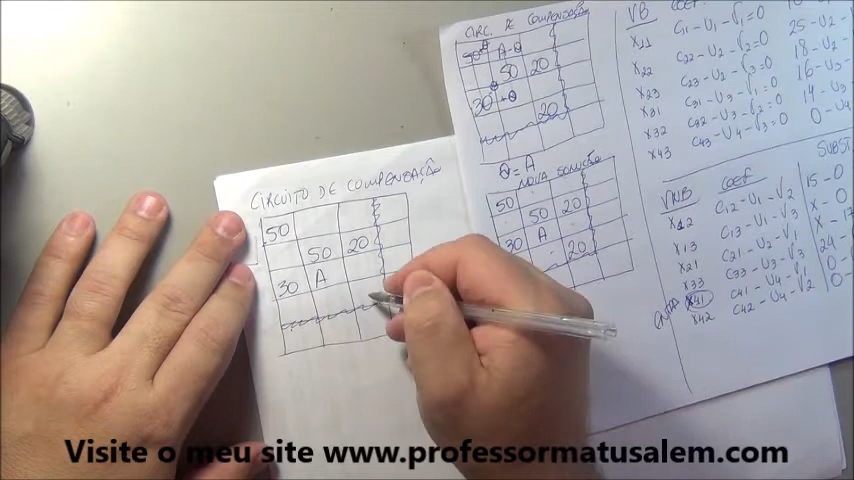 CIRCUITO DE COMPENSAÇÃO
50
50 20
30 A
CIRC. DE COMPENSAÇÃO
50 A-θ
50 20
30 -θ
20
θ = A
NOVA SOLUÇÃO
50
50 20
30 A
20
VB COEF
X11 C11 - U1 - V1 = 0
X22 C22 - U2 - V2 = 0 25 - U2 -
X23 C23 - U2 - V3 = 0 18 - U2 -
X31 C31 - U3 - V1 = 0 16 - U3 -
X32 C32 - U3 - V2 = 0 14 - U3 -
X43 C43 - U4 - V3 = 0 0 - U4
VNB COEF SUBST
X12 C12 - U1 - V2 15 - 0
X13 C13 - U1 - V3 X - 0
X21 C21 - U2 - V1 X - 17
X33 C33 - U3 - V3 24
X41 C41 - U4 - V1 0 -
X42 C42 - U4 - V2 0 -
Visite o meu site www.professormatusalem.com